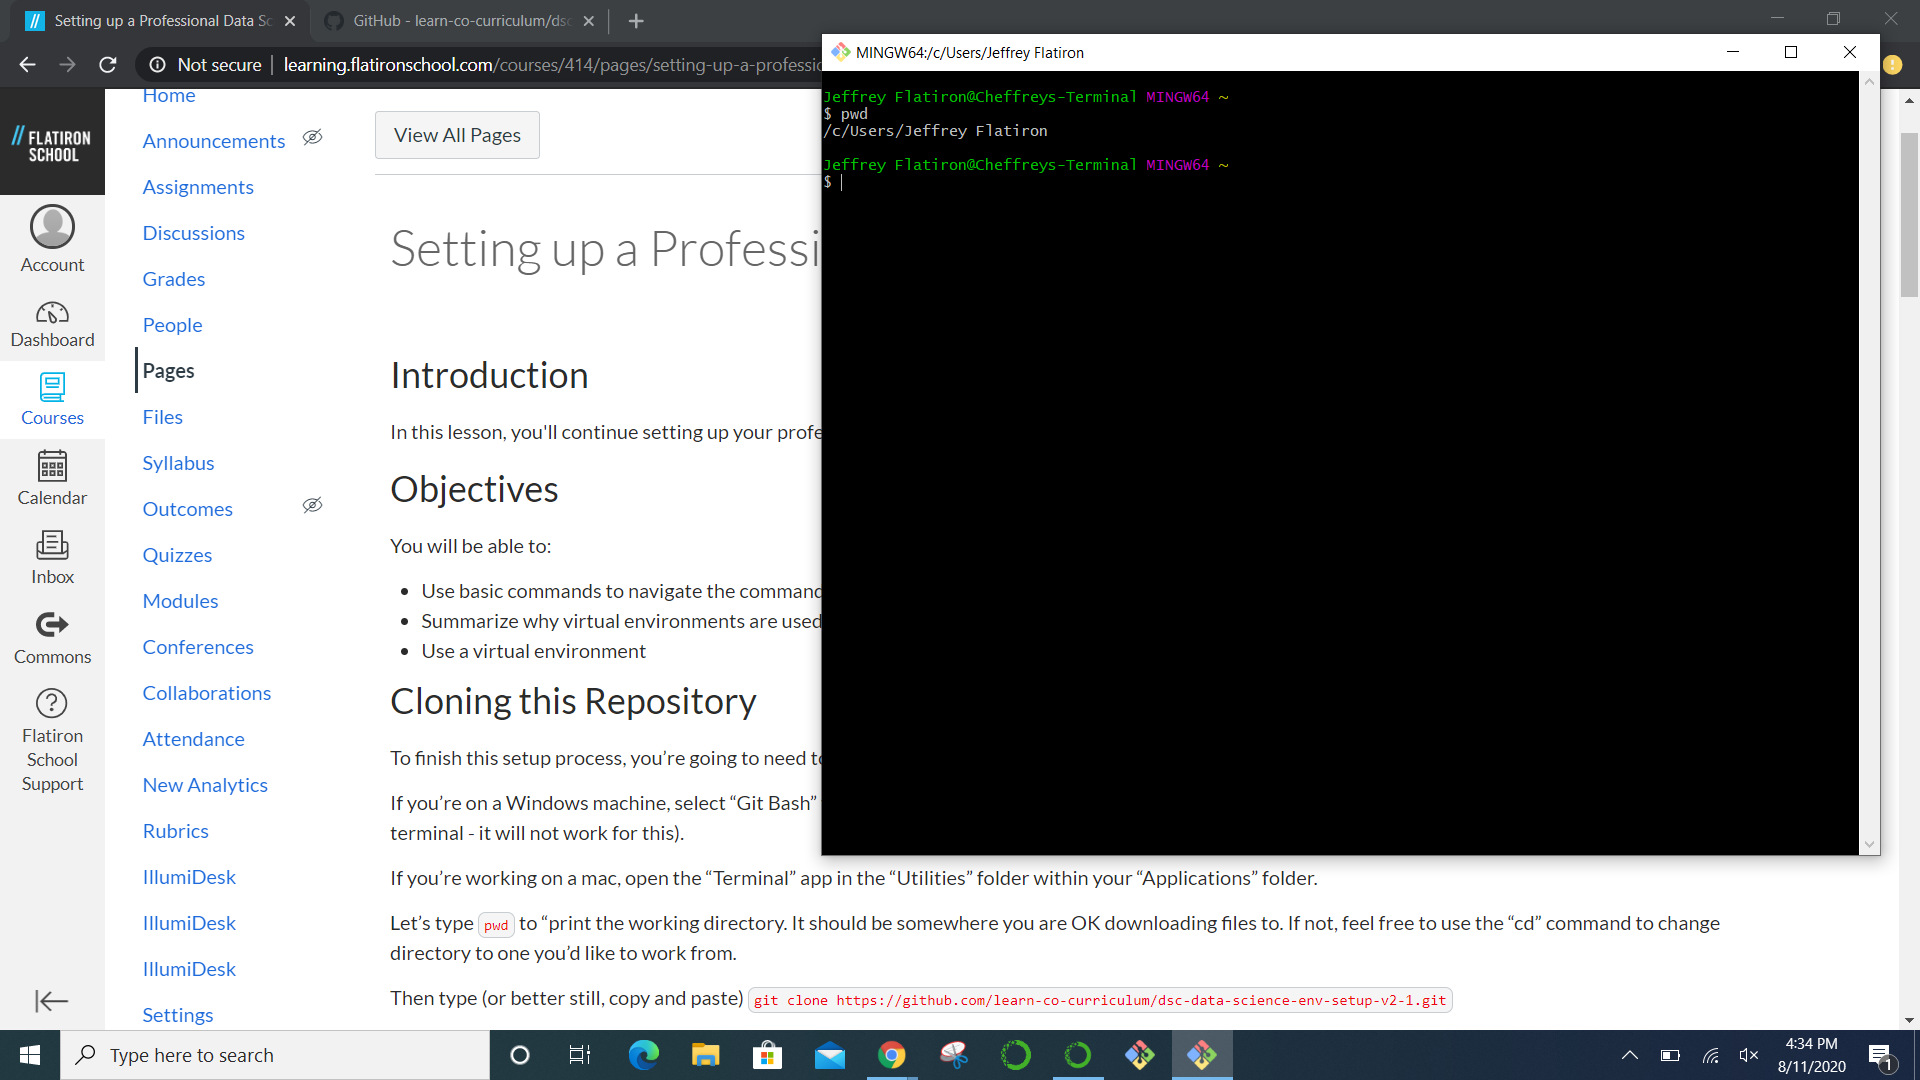 Setting up a Professional Data Sc
GitHub - learn-co-curriculum/dsc
Not secure
learning.flatironschool.com/courses/414/pages/setting-up-a-professic
MINGW64:/c/Users/Jeffrey Flatiron
Jeffrey Flatiron@Cheffreys-Terminal MINGW64 ~
$ pwd
/c/Users/Jeffrey Flatiron
Jeffrey Flatiron@Cheffreys-Terminal MINGW64 ~
$
// FLATIRON
SCHOOL
Account
Dashboard
Courses
Calendar
Inbox
Commons
Flatiron
School
Support
Home
Announcements
Assignments
Discussions
Grades
People
Pages
Files
Syllabus
Outcomes
Quizzes
Modules
Conferences
Collaborations
Attendance
New Analytics
Rubrics
IllumiDesk
IllumiDesk
IllumiDesk
Settings
View All Pages
Setting up a Professi
Introduction
In this lesson, you'll continue setting up your profe
Objectives
You will be able to:
• Use basic commands to navigate the command
• Summarize why virtual environments are used
• Use a virtual environment
Cloning this Repository
To finish this setup process, you’re going to need to
If you’re on a Windows machine, select “Git Bash”
terminal - it will not work for this).
If you’re working on a mac, open the “Terminal” app in the “Utilities” folder within your “Applications” folder.
Let’s type pwd to “print the working directory. It should be somewhere you are OK downloading files to. If not, feel free to use the “cd” command to change
directory to one you’d like to work from.
Then type (or better still, copy and paste) git clone https://github.com/learn-co-curriculum/dsc-data-science-env-setup-v2-1.git
Type here to search
4:34 PM
8/11/2020
1